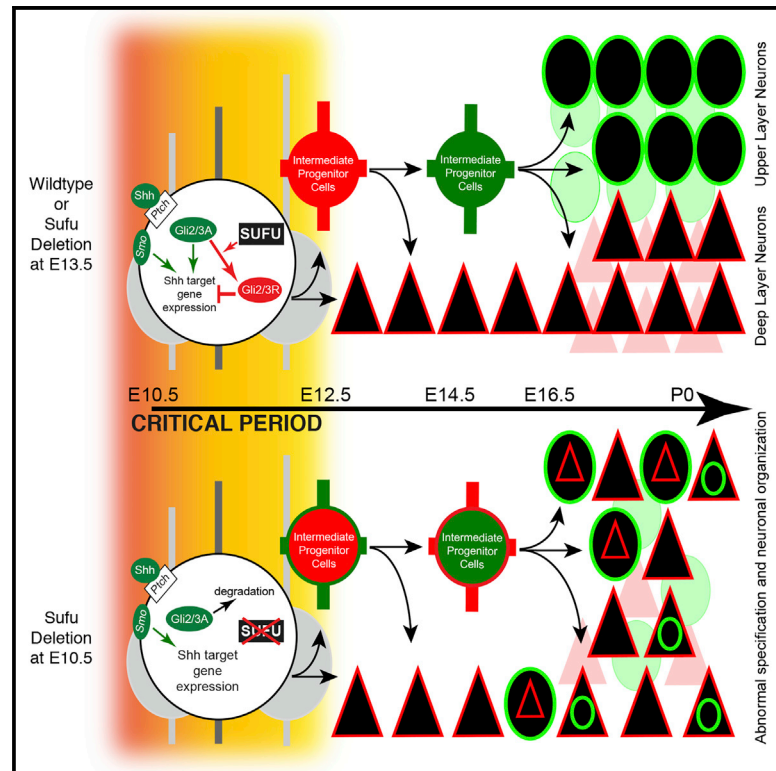 Wildtype
or
Sufu
Deletion
at E13.5
Shh
Ptch
Smo
Gli2/3A
SUFU
Shh target
gene
expression
Gli2/3R
Intermediate
Progenitor
Cells
Intermediate
Progenitor
Cells
Upper Layer Neurons
Deep Layer Neurons
E10.5 E12.5 E14.5 E16.5 P0
CRITICAL PERIOD
Sufu
Deletion
at E10.5
Shh
Ptch
Smo
Gli2/3A
degradation
SUFU
Shh target
gene
expression
Intermediate
Progenitor
Cells
Intermediate
Progenitor
Cells
Abnormal specification and neuronal organization